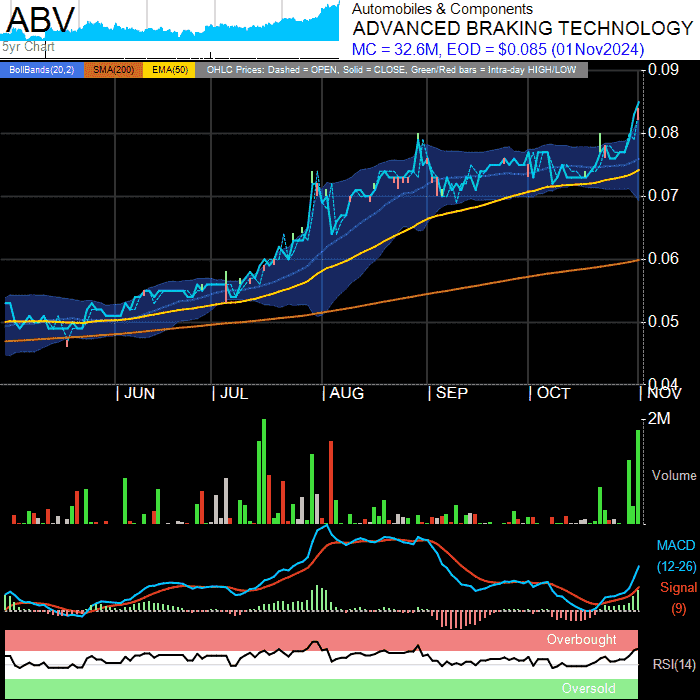 ABV
5yr Chart
Automobiles & Components
ADVANCED BRAKING TECHNOLOGY
MC = 32.6M, EOD = $0.085 (01Nov2024)
BollBands(20,2) SMA(200) EMA(50) OHLC Prices: Dashed = OPEN, Solid = CLOSE, Green/Red bars = Intra-day HIGH/LOW
0.09
0.08
0.07
0.06
0.05
0.04
JUN JUL AUG SEP OCT NOV
2M
Volume
MACD
(12-26)
Signal
(9)
Overbought
RSI(14)
Oversold